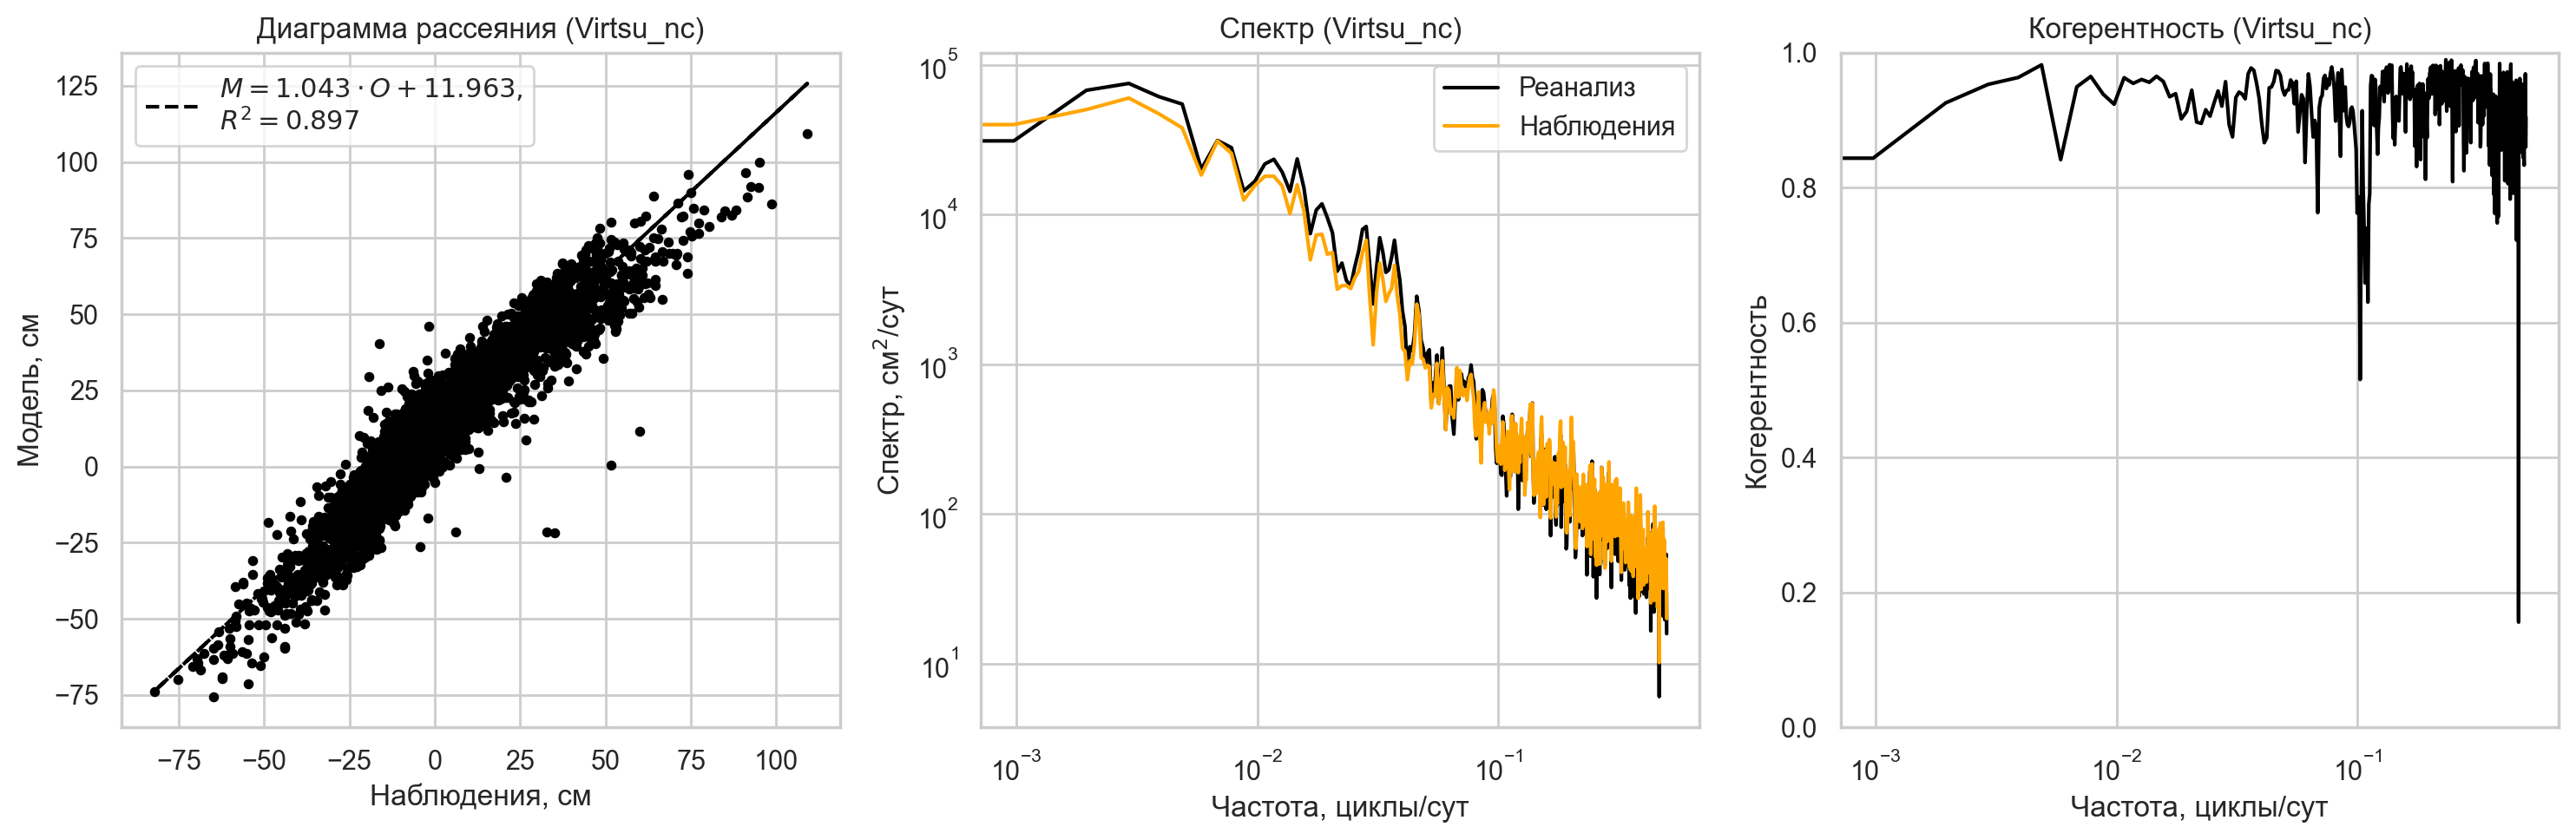 Диаграмма рассеяния (Virtsu_nc)
M = 1.043 · O + 11.963,
R² = 0.897
125
100
75
50
25
0
−25
−50
−75
Модель, см
−75 −50 −25 0 25 50 75 100
Наблюдения, см
Спектр (Virtsu_nc)
Реанализ
Наблюдения
10⁵
10⁴
10³
10²
10¹
Спектр, см²/сут
10⁻³ 10⁻² 10⁻¹
Частота, циклы/сут
Когерентность (Virtsu_nc)
1.0
0.8
0.6
0.4
0.2
0.0
Когерентность
10⁻³ 10⁻² 10⁻¹
Частота, циклы/сут